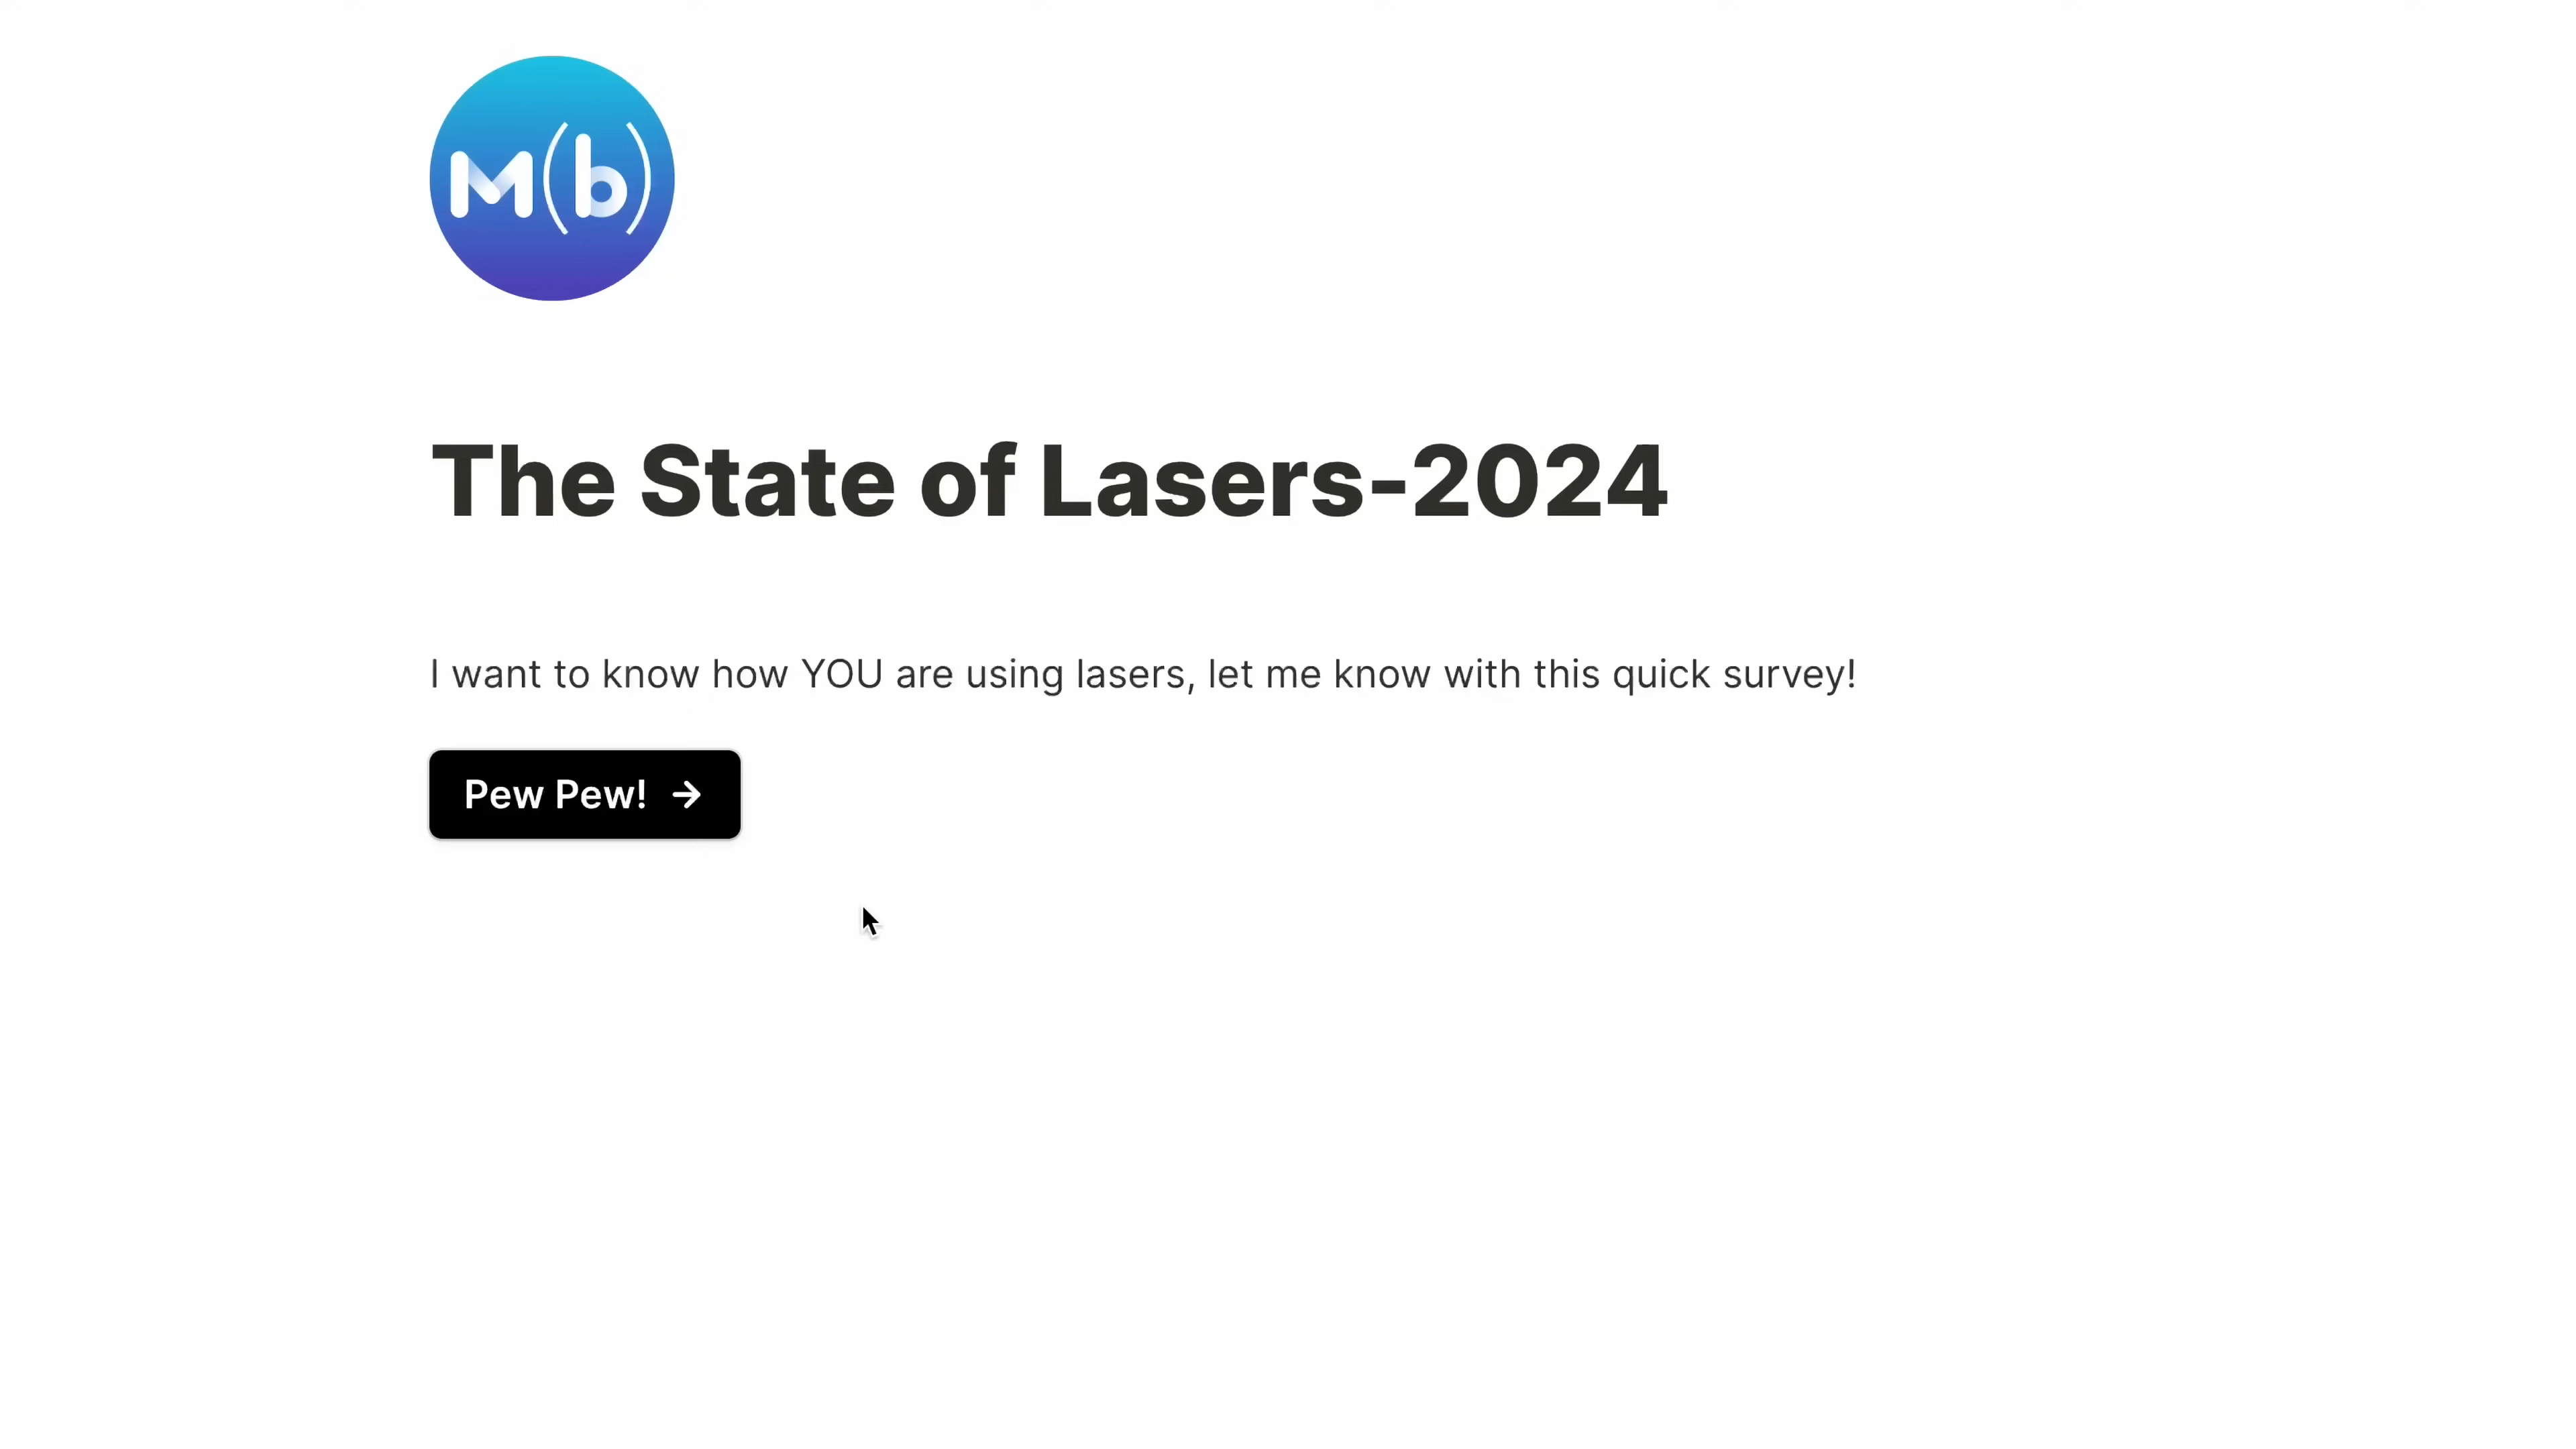 M(b)
The State of Lasers-2024
I want to know how YOU are using lasers, let me know with this quick survey!
Pew Pew! →